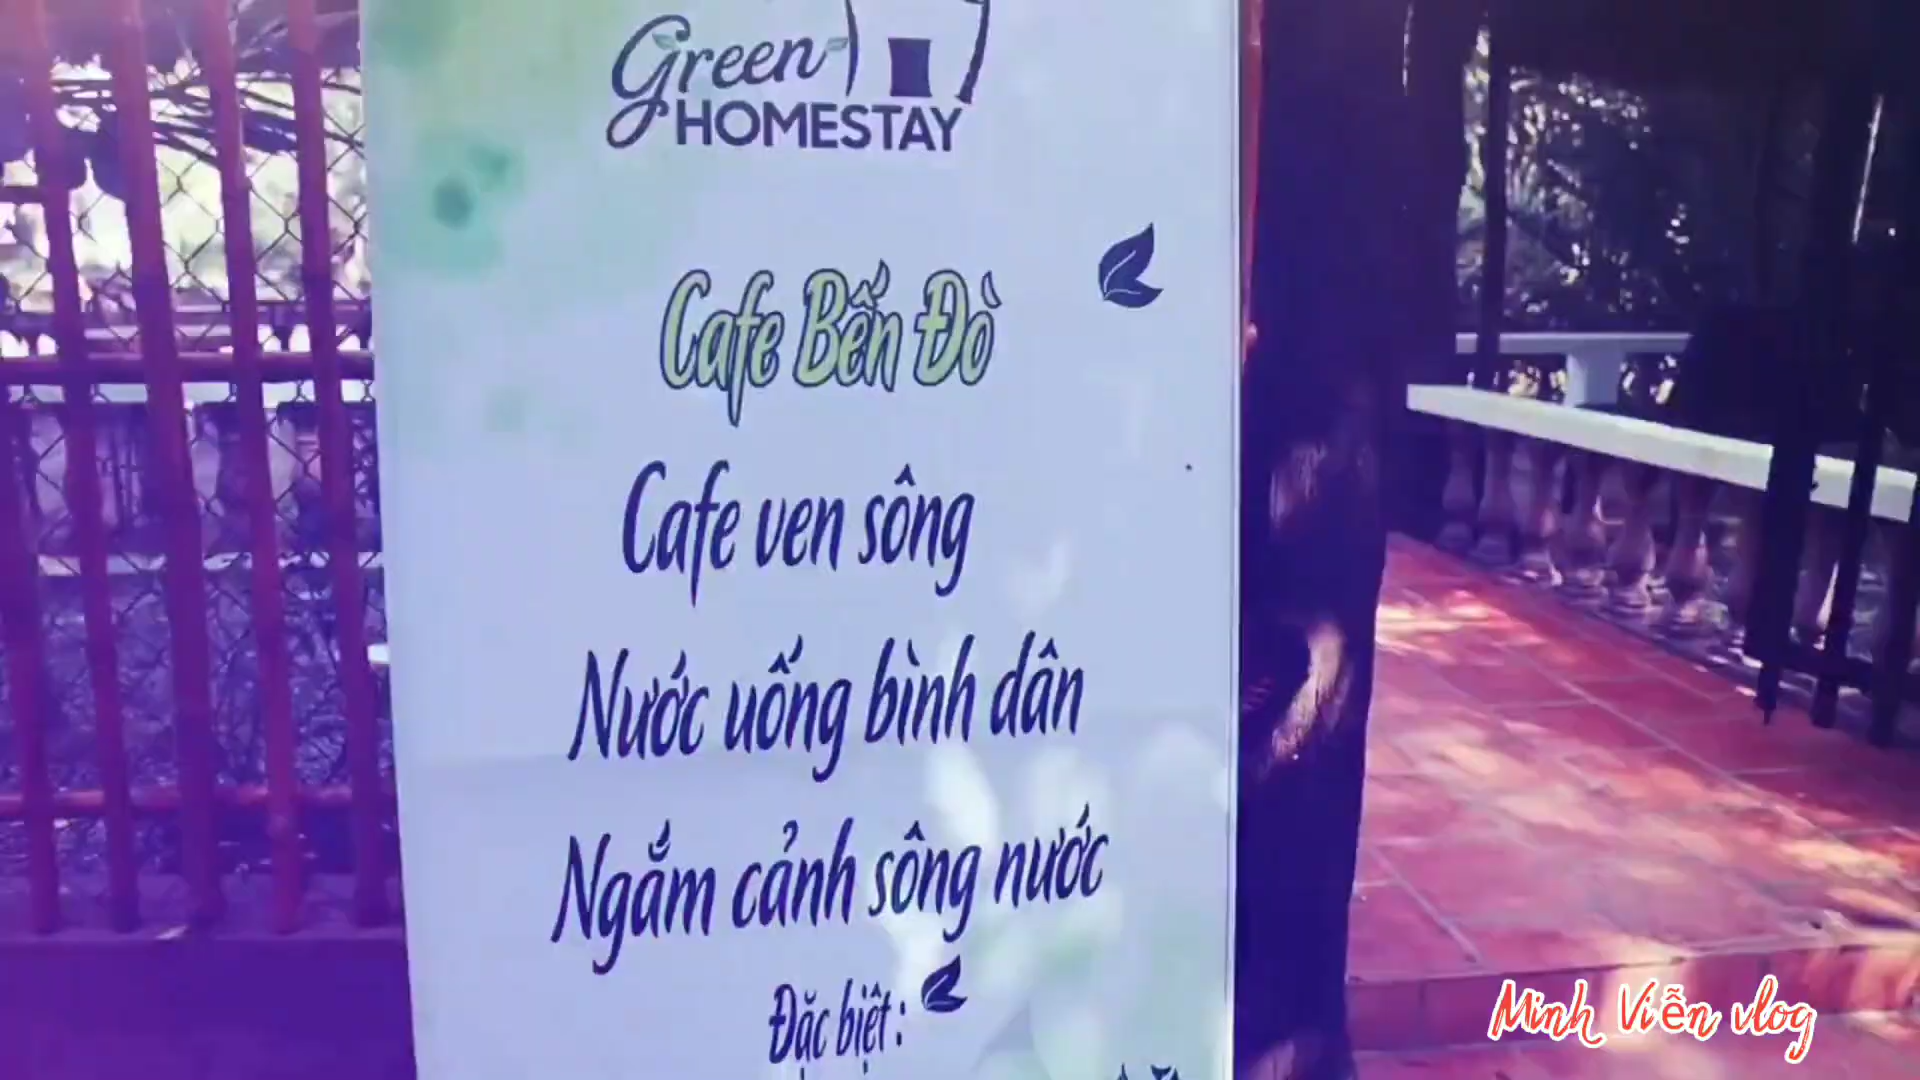 Green
HOMESTAY
Cafe Bến Đò
Cafe ven sông
Nước uống bình dân
Ngắm cảnh sông nước
Đặc biệt :
Minh Viễn vlog